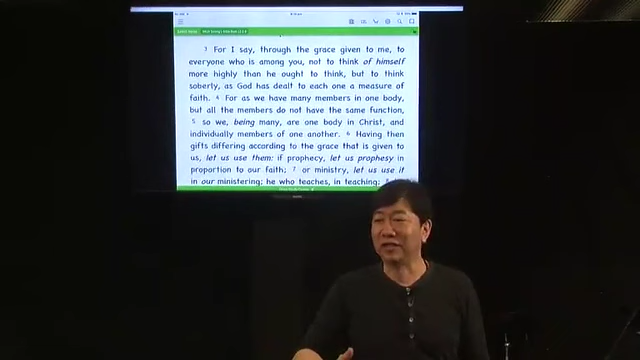 3 For I say, through the grace given to me, to
everyone who is among you, not to think of himself
more highly than he ought to think, but to think
soberly, as God has dealt to each one a measure of
faith. 4 For as we have many members in one body,
but all the members do not have the same function,
5 so we, being many, are one body in Christ, and
individually members of one another. 6 Having then
gifts differing according to the grace that is given to
us, let us use them: if prophecy, let us prophesy in
proportion to our faith; 7 or ministry, let us use it
in our ministering; he who teaches, in teaching; 8